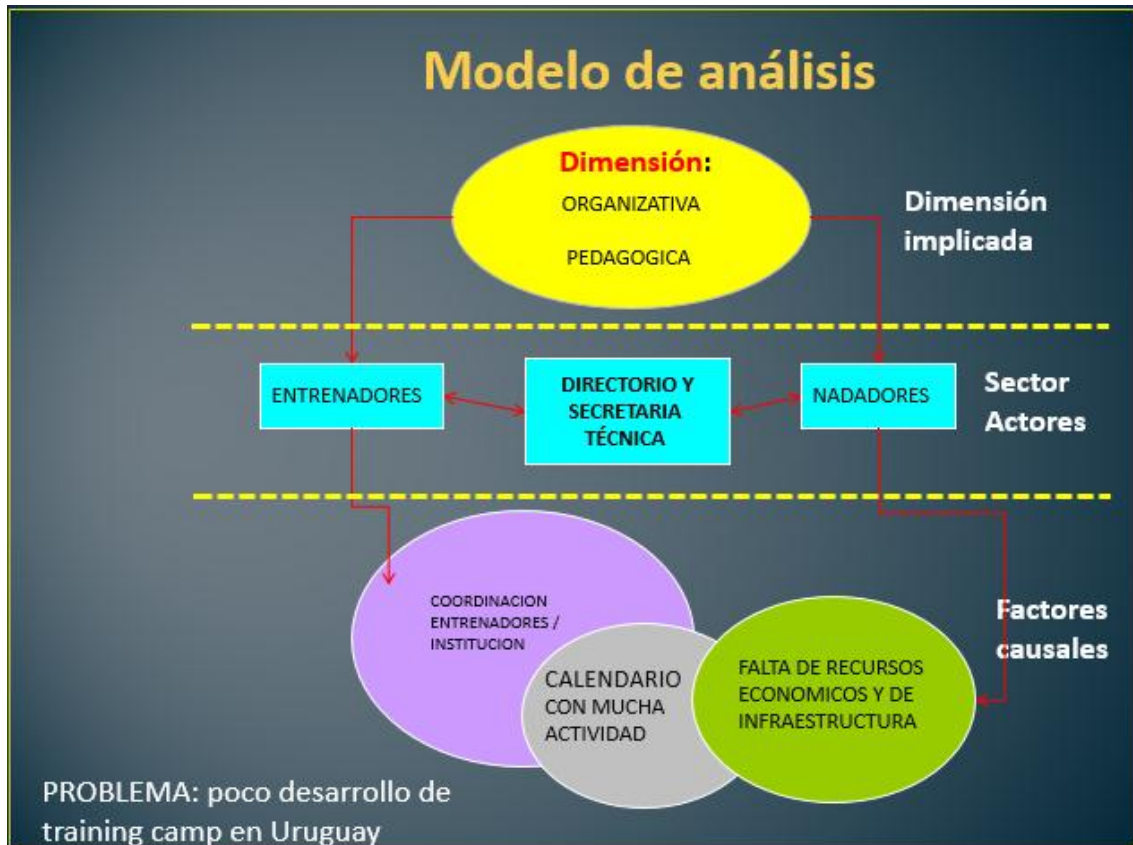 Modelo de análisis
Dimensión:
ORGANIZATIVA
PEDAGOGICA
Dimensión
implicada
ENTRENADORES
DIRECTORIO Y
SECRETARIA
TÉCNICA
NADADORES
Sector
Actores
COORDINACION
ENTRENADORES /
INSTITUCION
CALENDARIO
CON MUCHA
ACTIVIDAD
FALTA DE RECURSOS
ECONOMICOS Y DE
INFRAESTRUCTURA
Factores
causales
PROBLEMA: poco desarrollo de
training camp en Uruguay